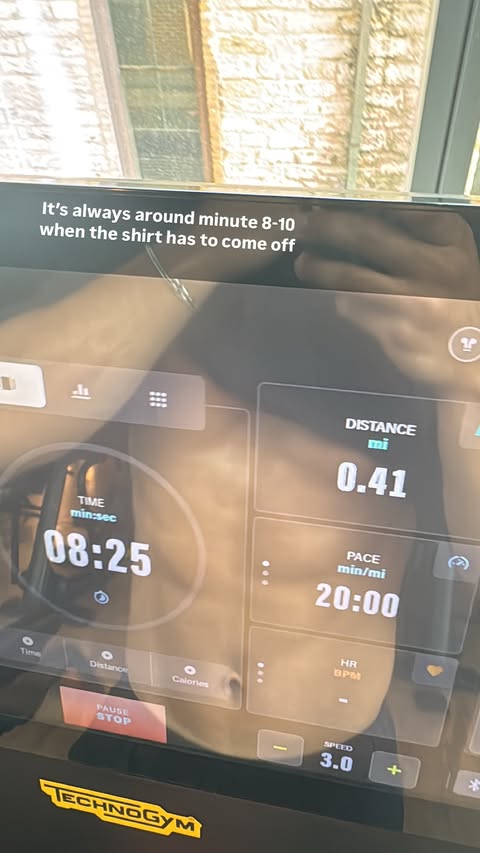 It's always around minute 8-10
when the shirt has to come off
DISTANCE
mi
0.41
TIME
min:sec
08:25
PACE
min/mi
20:00
HR
BPM
-
Time
Distance
Calories
PAUSE
STOP
SPEED
− 3.0 +
TECHNOGYM